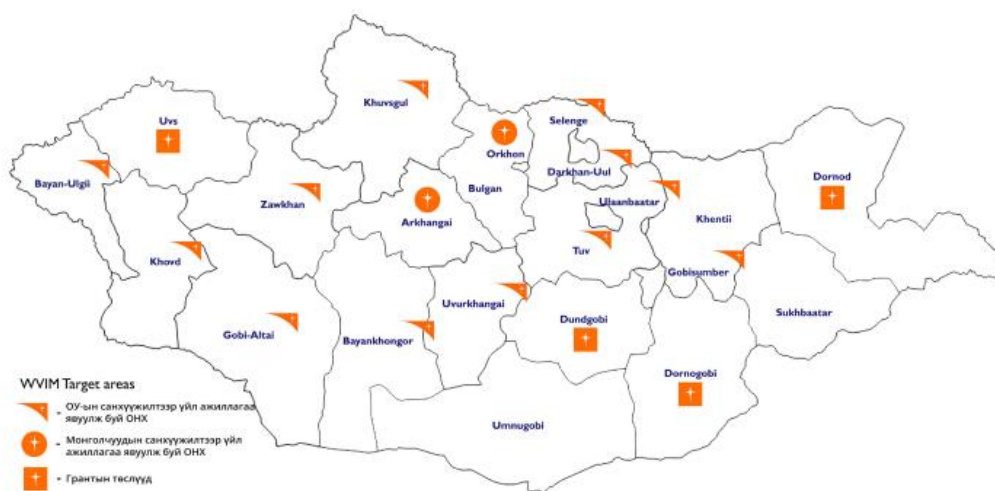 Khuvsgul
Selenge
Uvs
Orkhon
Darkhan-Uul
Dornod
Bayan-Ulgii
Bulgan
Zawkhan
Arkhangai
Ulaanbaatar
Khentii
Tuv
Khovd
Gobisumber
Uvurkhangai
Sukhbaatar
Dundgobi
Gobi-Altai
Bayankhongor
Dornogobi
Umnugobi
WVIM Target areas
- ОУ-ын санхүүжилтээр үйл ажиллагаа
явуулж буй ОНХ
- Монголчуудын санхүүжилтээр үйл
ажиллагаа явуулж буй ОНХ
- Грантын төслүүд